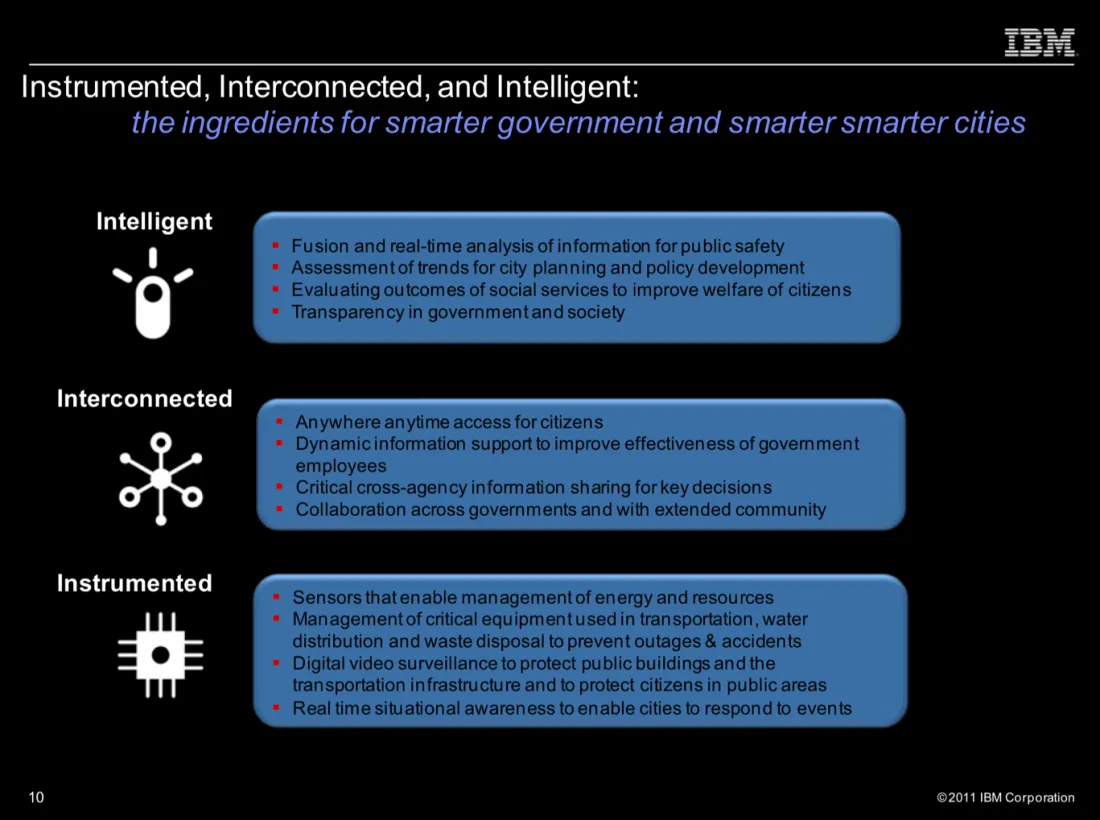 IBM
Instrumented, Interconnected, and Intelligent:
the ingredients for smarter government and smarter smarter cities
Intelligent
▪ Fusion and real-time analysis of information for public safety
▪ Assessment of trends for city planning and policy development
▪ Evaluating outcomes of social services to improve welfare of citizens
▪ Transparency in government and society
Interconnected
▪ Anywhere anytime access for citizens
▪ Dynamic information support to improve effectiveness of government
employees
▪ Critical cross-agency information sharing for key decisions
▪ Collaboration across governments and with extended community
Instrumented
▪ Sensors that enable management of energy and resources
▪ Management of critical equipment used in transportation, water
distribution and waste disposal to prevent outages & accidents
▪ Digital video surveillance to protect public buildings and the
transportation infrastructure and to protect citizens in public areas
▪ Real time situational awareness to enable cities to respond to events
10
©2011 IBM Corporation